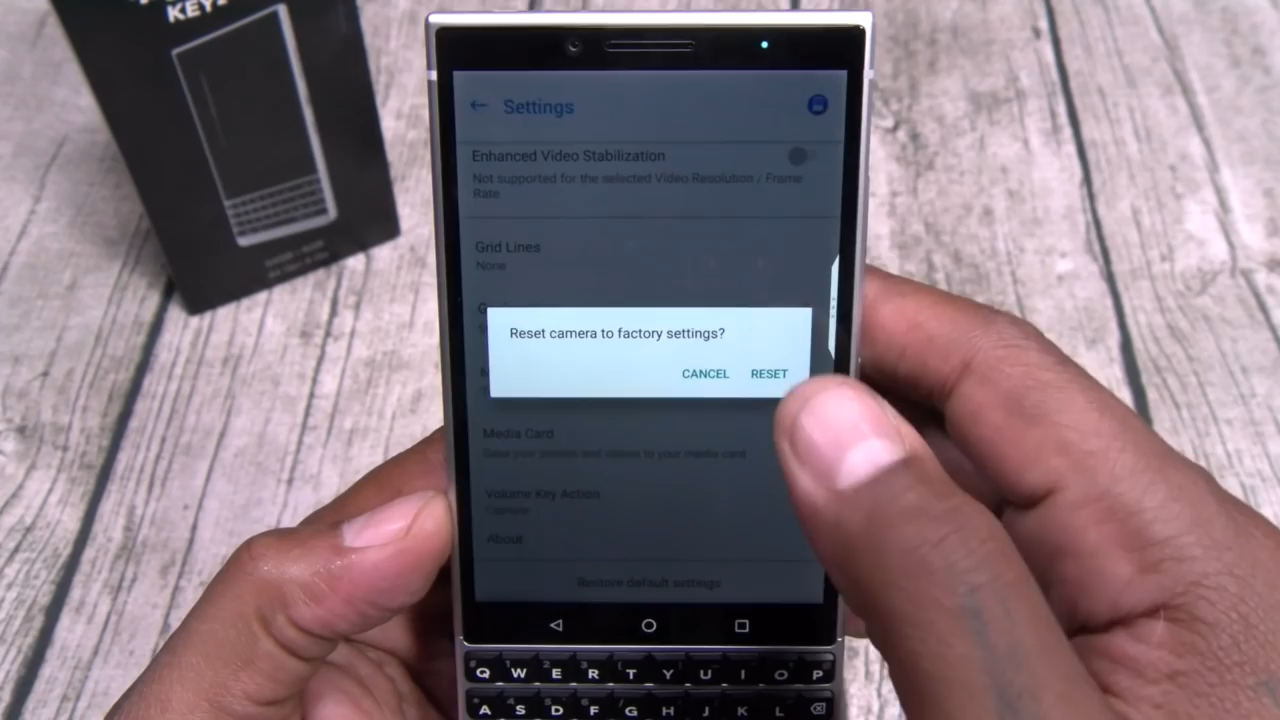 KEY2
Settings
Enhanced Video Stabilization
Not supported for the selected Video Resolution / Frame
Rate
Grid Lines
None
Reset camera to factory settings?
CANCEL RESET
Media Card
Save your photos and videos to your media card
Volume Key Action
Capture
About
Restore default settings
Q W E R T Y U I O P
A S D F G H J K L